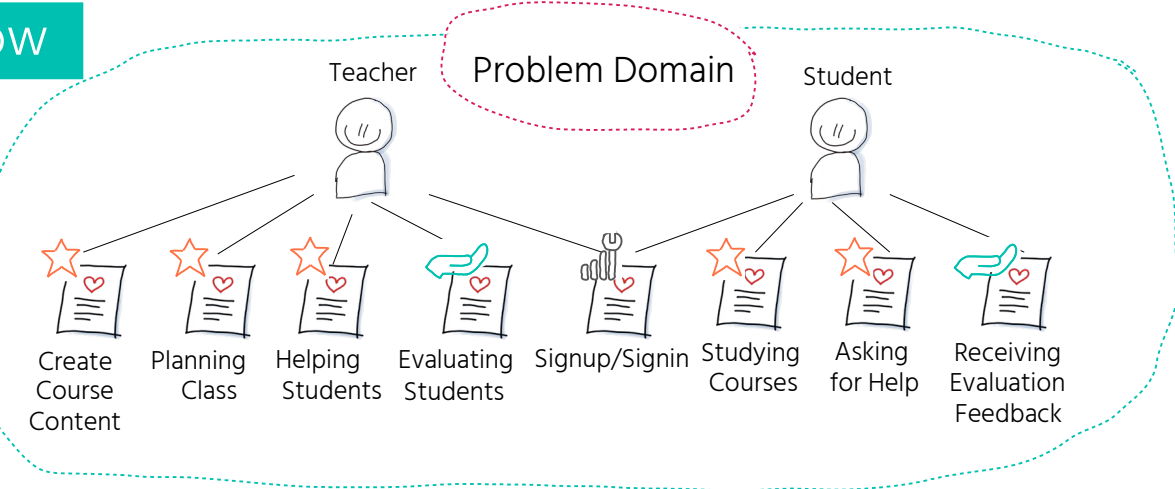 ow
Teacher
Problem Domain
Student
Create
Course
Content
Planning
Class
Helping
Students
Evaluating
Students
Signup/Signin
Studying
Courses
Asking
for Help
Receiving
Evaluation
Feedback